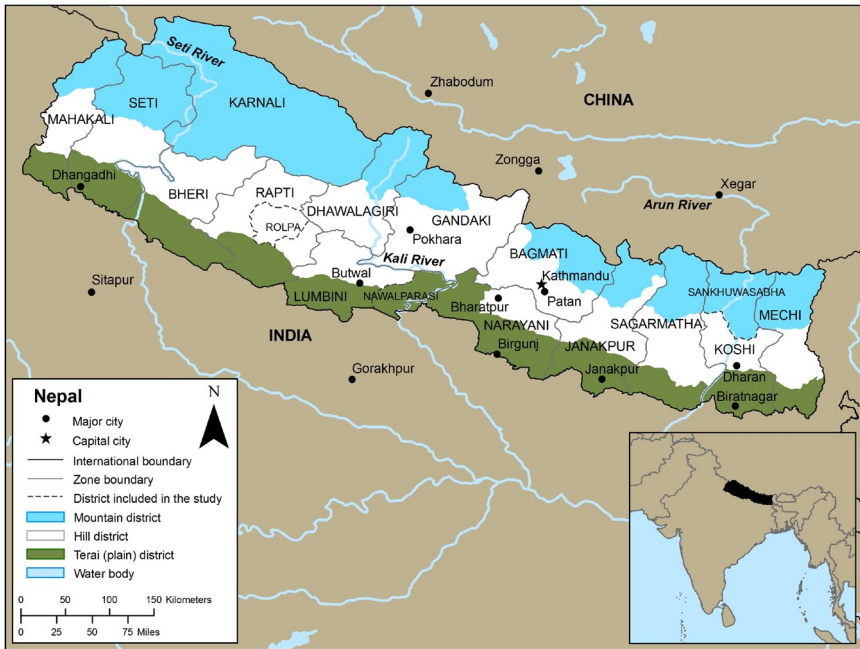 Seti River
Zhabodum
CHINA
SETI
KARNALI
MAHAKALI
Zongga
Xegar
Dhangadhi
BHERI
RAPTI
DHAWALAGIRI
GANDAKI
Arun River
ROLPA
Pokhara
BAGMATI
Kali River
Kathmandu
Sitapur
Butwal
Patan
SANKHUWASABHA
LUMBINI
NAWALPARASI
Bharatpur
MECHI
INDIA
NARAYANI
SAGARMATHA
Birgunj
JANAKPUR
KOSHI
Gorakhpur
Janakpur
Dharan
Biratnagar
Nepal
N
Major city
Capital city
International boundary
Zone boundary
District included in the study
Mountain district
Hill district
Terai (plain) district
Water body
0 50 100 150 Kilometers
0 25 50 75 Miles